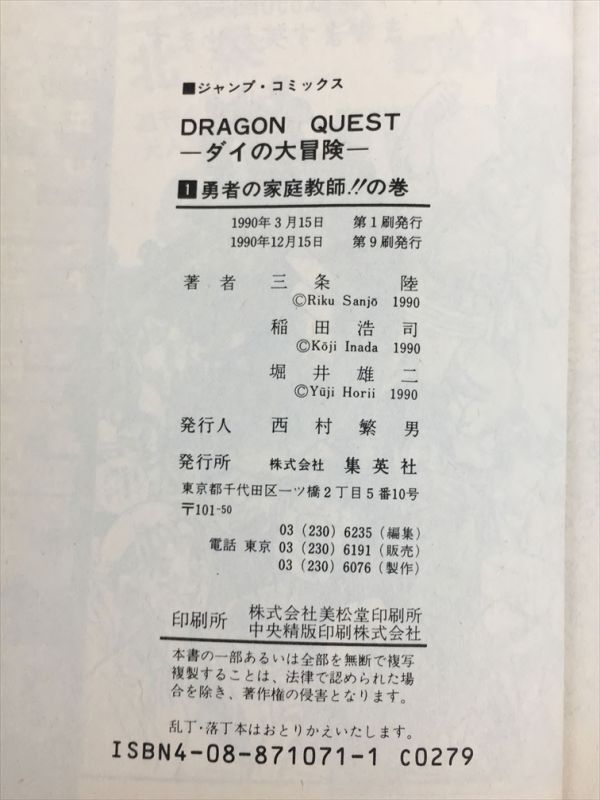 ■ジャンプ・コミックス
DRAGON QUEST
—ダイの大冒険—
1 勇者の家庭教師!!の巻
1990年3月15日 第1刷発行
1990年12月15日 第9刷発行
著者 三条 陸
©Riku Sanjō 1990
稲田浩司
©Kōji Inada 1990
堀井雄二
©Yūji Horii 1990
発行人 西村繁男
発行所 株式会社 集英社
東京都千代田区一ツ橋2丁目5番10号
〒101-50
03 (230) 6235 (編集)
電話 東京 03 (230) 6191 (販売)
03 (230) 6076 (製作)
印刷所 株式会社美松堂印刷所
中央精版印刷株式会社
本書の一部あるいは全部を無断で複写
複製することは、法律で認められた場
合を除き、著作権の侵害となります。
乱丁・落丁本はおとりかえいたします。
ISBN4-08-871071-1 C0279